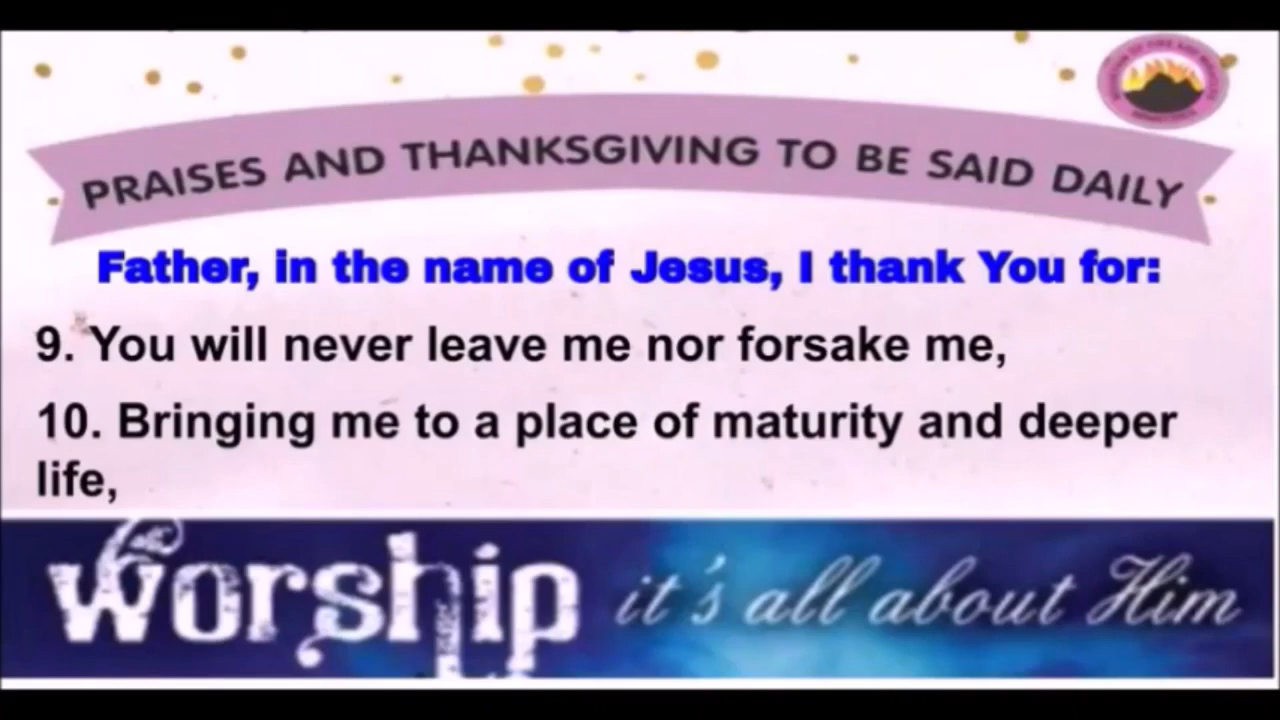 PRAISES AND THANKSGIVING TO BE SAID DAILY
Father, in the name of Jesus, I thank You for:
9. You will never leave me nor forsake me,
10. Bringing me to a place of maturity and deeper
life,
worship it's all about Him